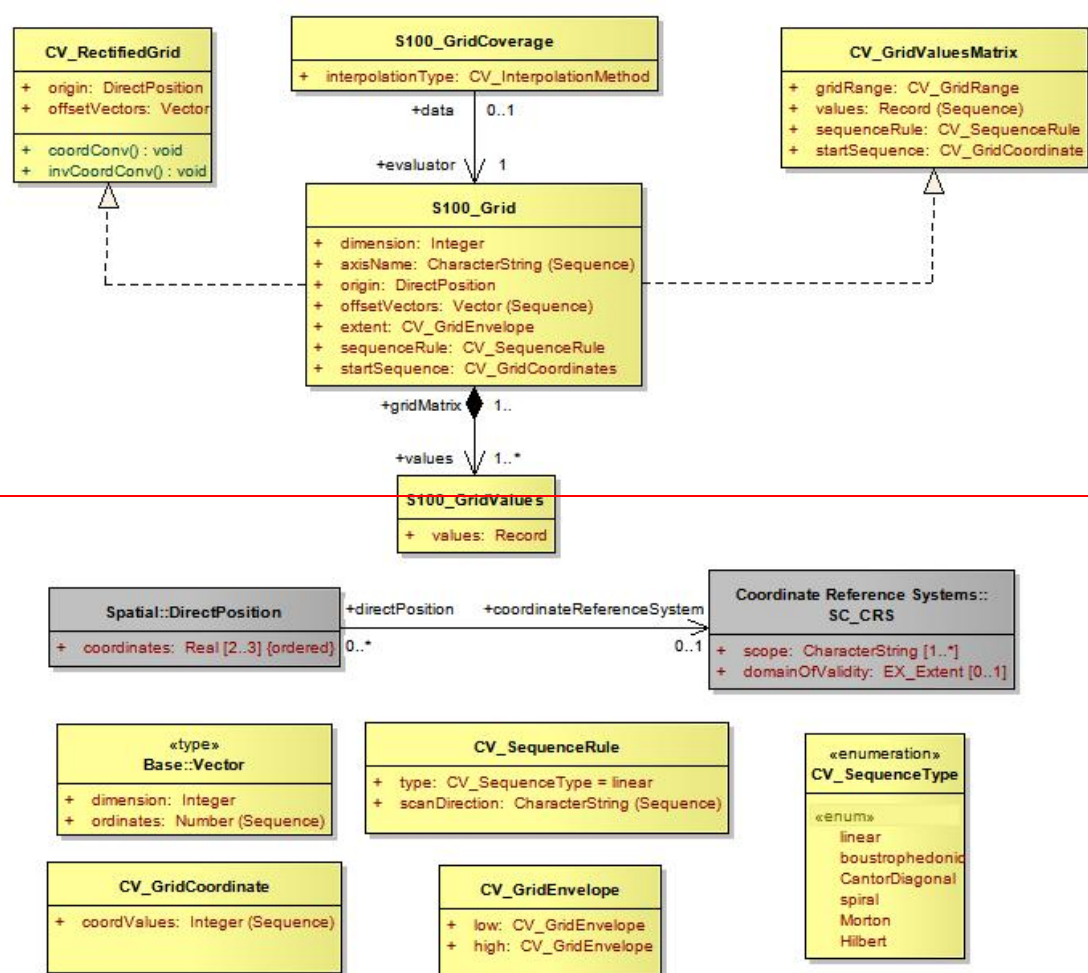 CV_RectifiedGrid
+ origin: DirectPosition
+ offsetVectors: Vector
+ coordConv() : void
+ invCoordConv() : void
S100_GridCoverage
+ interpolationType: CV_InterpolationMethod
CV_GridValuesMatrix
+ gridRange: CV_GridRange
+ values: Record (Sequence)
+ sequenceRule: CV_SequenceRule
+ startSequence: CV_GridCoordinate
+data 0..1
+evaluator 1
S100_Grid
+ dimension: Integer
+ axisName: CharacterString (Sequence)
+ origin: DirectPosition
+ offsetVectors: Vector (Sequence)
+ extent: CV_GridEnvelope
+ sequenceRule: CV_SequenceRule
+ startSequence: CV_GridCoordinates
+gridMatrix 1..
+values 1..*
S100_GridValues
+ values: Record
Spatial::DirectPosition
+ coordinates: Real [2..3] {ordered}
+directPosition +coordinateReferenceSystem
0..* 0..1
Coordinate Reference Systems::
SC_CRS
+ scope: CharacterString [1..*]
+ domainOfValidity: EX_Extent [0..1]
«type»
Base::Vector
+ dimension: Integer
+ ordinates: Number (Sequence)
CV_SequenceRule
+ type: CV_SequenceType = linear
+ scanDirection: CharacterString (Sequence)
«enumeration»
CV_SequenceType
«enum»
linear
boustrophedonic
CantorDiagonal
spiral
Morton
Hilbert
CV_GridCoordinate
+ coordValues: Integer (Sequence)
CV_GridEnvelope
+ low: CV_GridEnvelope
+ high: CV_GridEnvelope